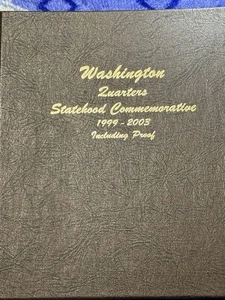 Washington
Quarters
Statehood Commemorative
1999-2003
Including Proof